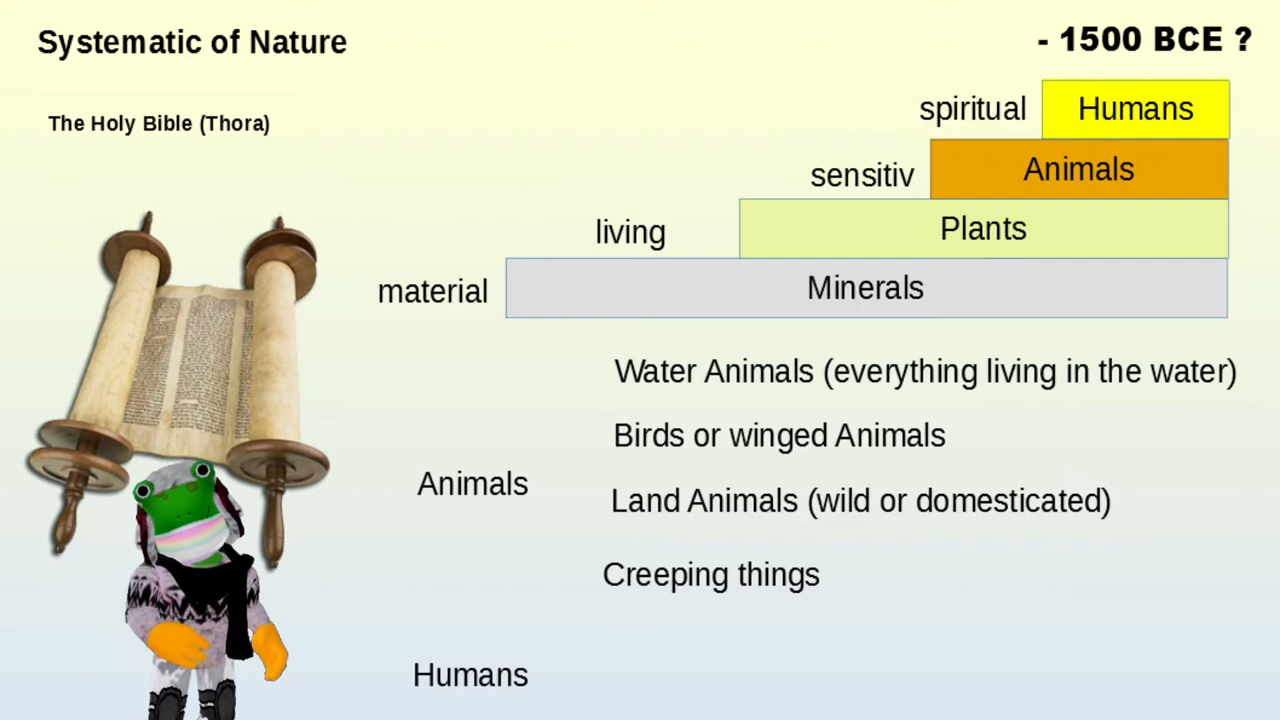 Systematic of Nature
- 1500 BCE ?
The Holy Bible (Thora)
spiritual
Humans
sensitiv
Animals
living
Plants
material
Minerals
Water Animals (everything living in the water)
Birds or winged Animals
Animals
Land Animals (wild or domesticated)
Creeping things
Humans